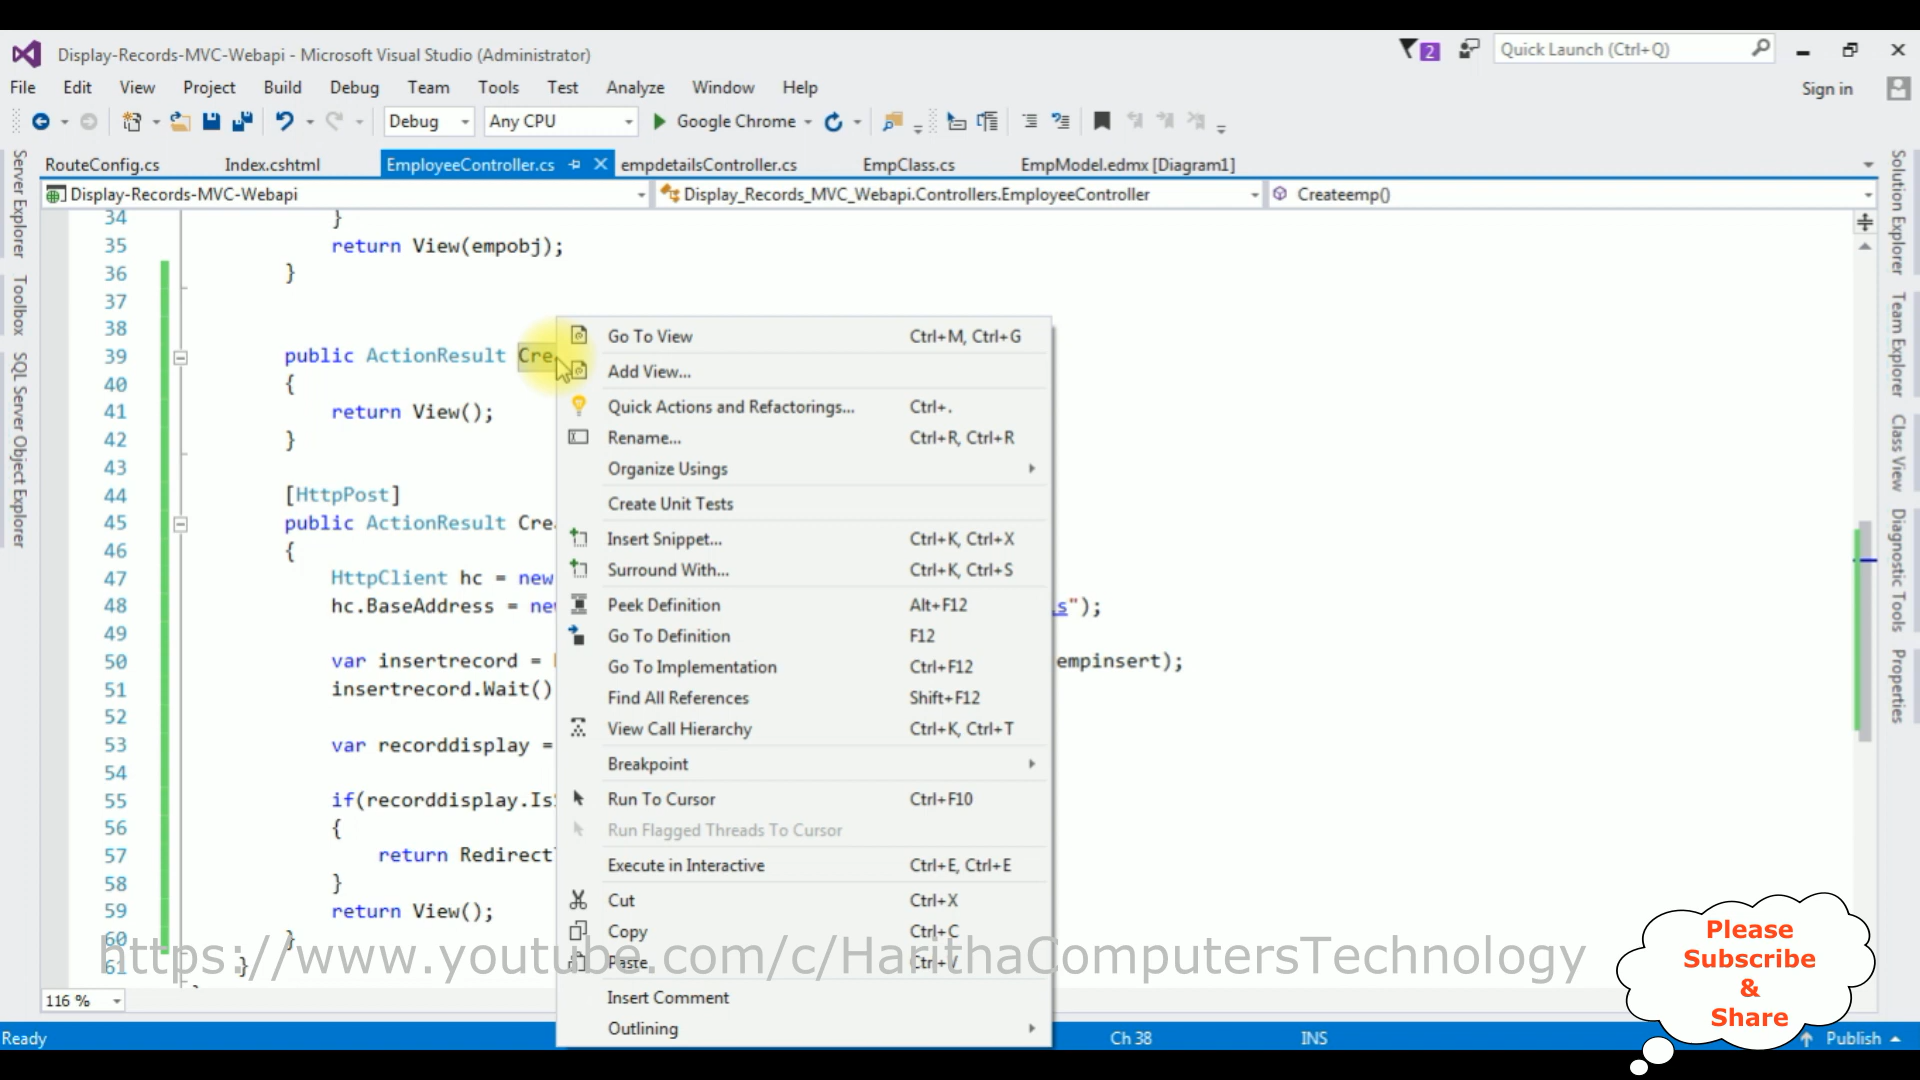 Display-Records-MVC-Webapi - Microsoft Visual Studio (Administrator)
2
Quick Launch (Ctrl+Q)
File Edit View Project Build Debug Team Tools Test Analyze Window Help
Sign in
Debug Any CPU Google Chrome
RouteConfig.cs Index.cshtml EmployeeController.cs empdetailsController.cs EmpClass.cs EmpModel.edmx [Diagram1]
Display-Records-MVC-Webapi Display_Records_MVC_Webapi.Controllers.EmployeeController Createemp()
Server Explorer
Toolbox
SQL Server Object Explorer
34 }
35 return View(empobj);
36 }
37
38
39 public ActionResult Cre
40 {
41 return View();
42 }
43
44 [HttpPost]
45 public ActionResult Cre
46 {
47 HttpClient hc = new
48 hc.BaseAddress = new s");
49
50 var insertrecord = empinsert);
51 insertrecord.Wait()
52
53 var recorddisplay =
54
55 if(recorddisplay.Is
56 {
57 return Redirect
58 }
59 return View();
60 }
61 }
Go To View Ctrl+M, Ctrl+G
Add View...
Quick Actions and Refactorings... Ctrl+.
Rename... Ctrl+R, Ctrl+R
Organize Usings
Create Unit Tests
Insert Snippet... Ctrl+K, Ctrl+X
Surround With... Ctrl+K, Ctrl+S
Peek Definition Alt+F12
Go To Definition F12
Go To Implementation Ctrl+F12
Find All References Shift+F12
View Call Hierarchy Ctrl+K, Ctrl+T
Breakpoint
Run To Cursor Ctrl+F10
Run Flagged Threads To Cursor
Execute in Interactive Ctrl+E, Ctrl+E
Cut Ctrl+X
Copy Ctrl+C
Paste Ctrl+V
Insert Comment
Outlining
Solution Explorer
Team Explorer
Class View
Diagnostic Tools
Properties
https://www.youtube.com/c/HarithaComputersTechnology
Please
Subscribe
&
Share
116 %
Ready Ch 38 INS Publish